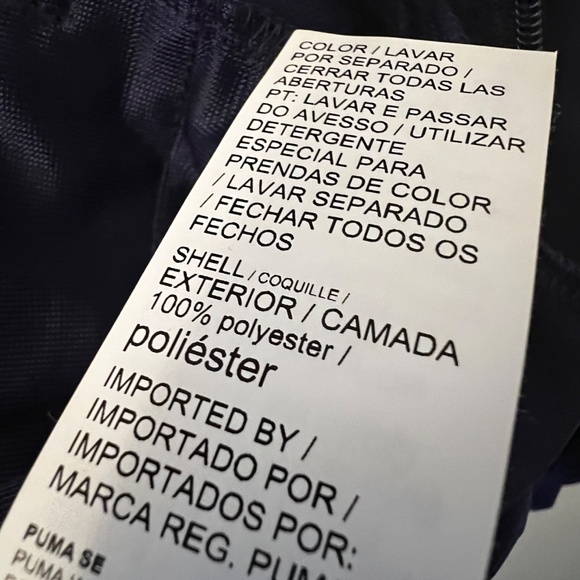 COLOR / LAVAR
POR SEPARADO /
CERRAR TODAS LAS
ABERTURAS
PT: LAVAR E PASSAR
DO AVESSO / UTILIZAR
DETERGENTE
ESPECIAL PARA
PRENDAS DE COLOR
/ LAVAR SEPARADO
/ FECHAR TODOS OS
FECHOS
SHELL / COQUILLE /
EXTERIOR / CAMADA
100% polyester /
poliéster
IMPORTED BY /
IMPORTADO POR /
IMPORTADOS POR:
MARCA REG. PUM
PUMA SE
PUMA